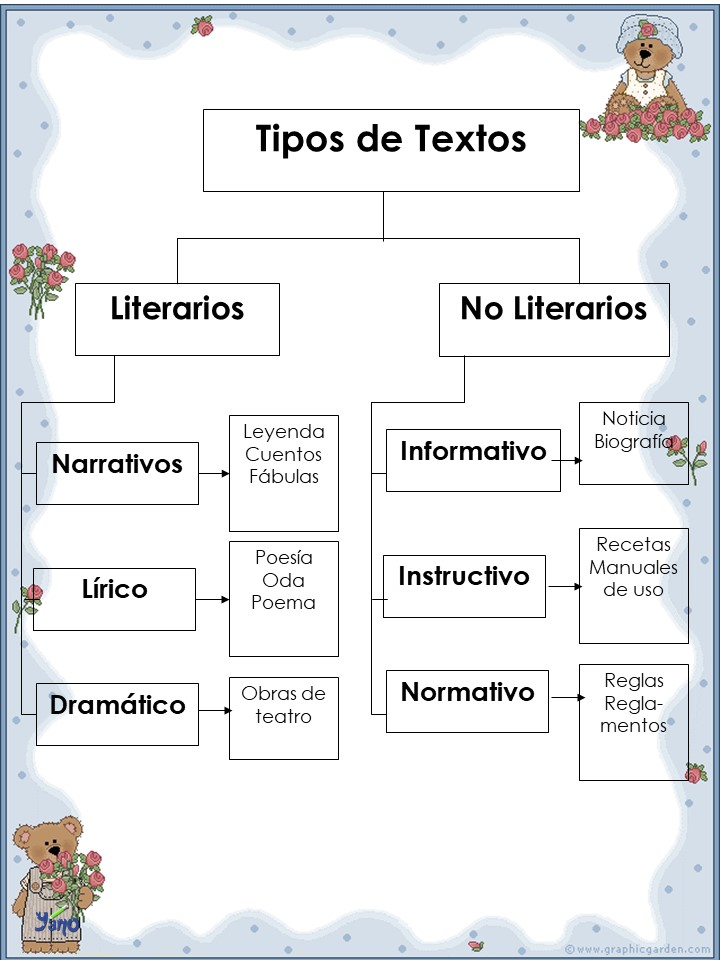 Tipos de Textos
Literarios
No Literarios
Narrativos
Leyenda
Cuentos
Fábulas
Lírico
Poesía
Oda
Poema
Dramático
Obras de
teatro
Informativo
Noticia
Biografía
Instructivo
Recetas
Manuales
de uso
Normativo
Reglas
Regla-
mentos
Yano
©www.graphicgarden.com